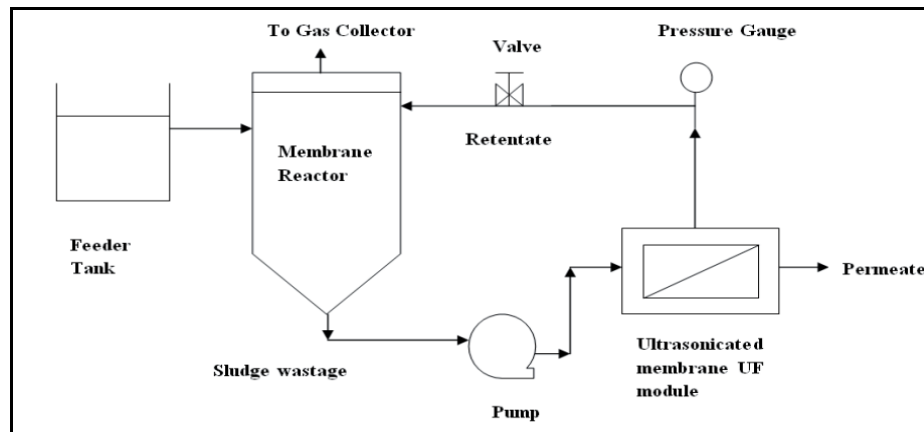 To Gas Collector
Valve
Pressure Gauge
Retentate
Membrane
Reactor
Feeder
Tank
Permeate
Sludge wastage
Pump
Ultrasonicated
membrane UF
module